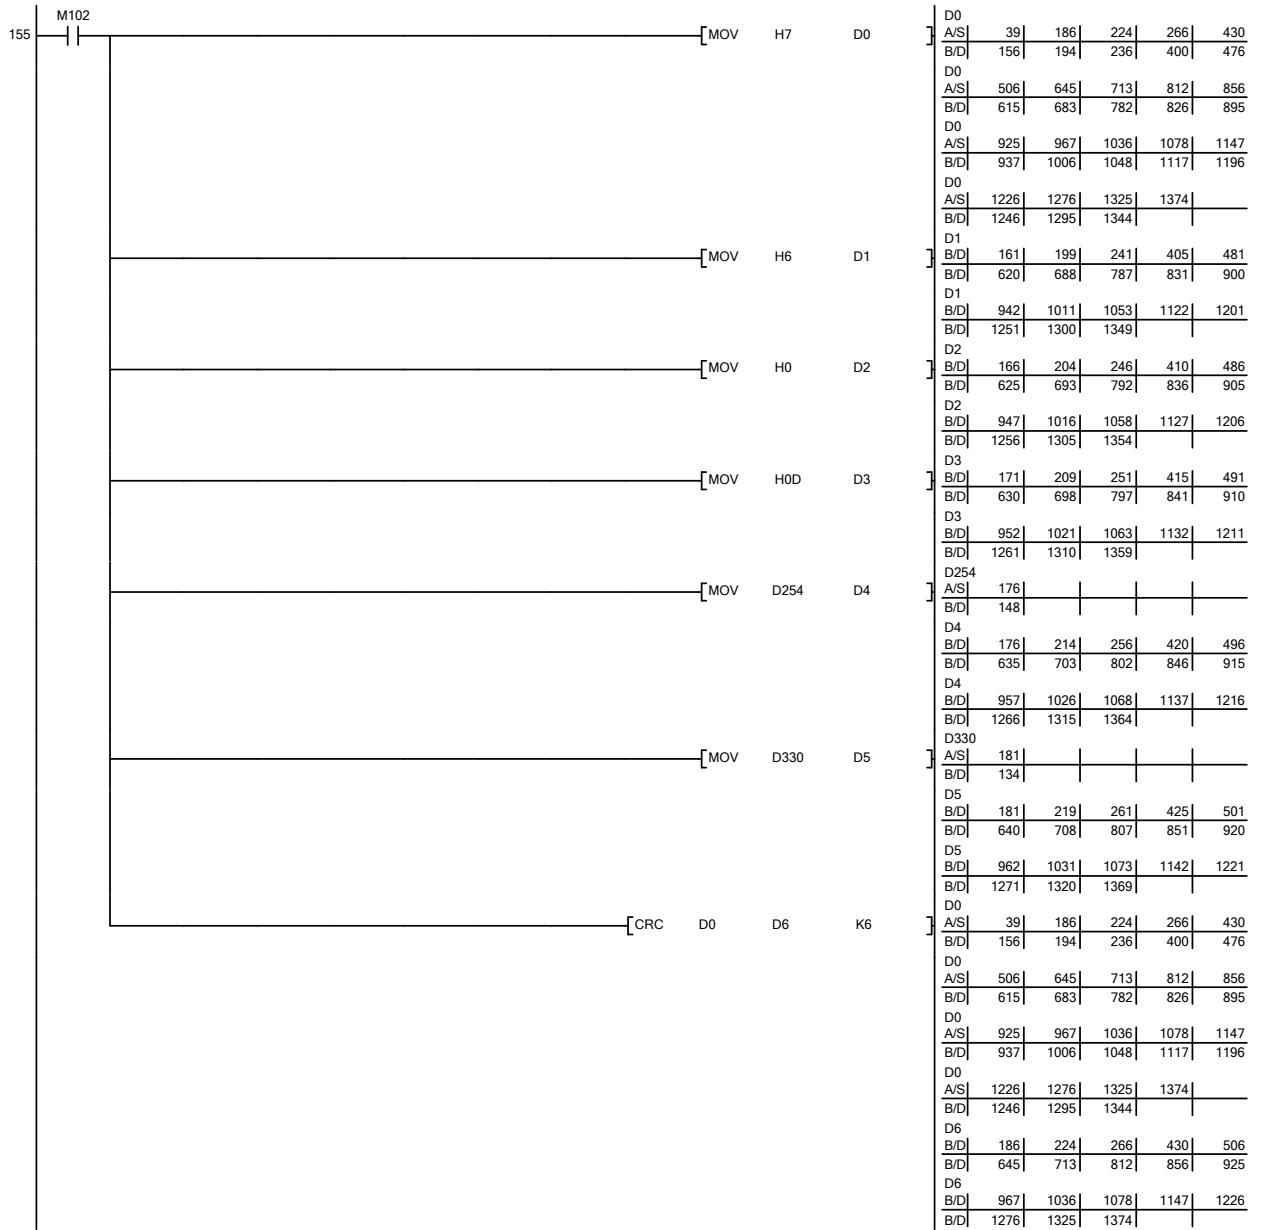 M102
155 MOV H7 D0
D0
A/S 39 186 224 266 430
B/D 156 194 236 400 476
D0
A/S 506 645 713 812 856
B/D 615 683 782 826 895
D0
A/S 925 967 1036 1078 1147
B/D 937 1006 1048 1117 1196
D0
A/S 1226 1276 1325 1374
B/D 1246 1295 1344
MOV H6 D1
D1
B/D 161 199 241 405 481
B/D 620 688 787 831 900
D1
B/D 942 1011 1053 1122 1201
B/D 1251 1300 1349
MOV H0 D2
D2
B/D 166 204 246 410 486
B/D 625 693 792 836 905
D2
B/D 947 1016 1058 1127 1206
B/D 1256 1305 1354
MOV H0D D3
D3
B/D 171 209 251 415 491
B/D 630 698 797 841 910
D3
B/D 952 1021 1063 1132 1211
B/D 1261 1310 1359
MOV D254 D4
D254
A/S 176
B/D 148
D4
B/D 176 214 256 420 496
B/D 635 703 802 846 915
D4
B/D 957 1026 1068 1137 1216
B/D 1266 1315 1364
MOV D330 D5
D330
A/S 181
B/D 134
D5
B/D 181 219 261 425 501
B/D 640 708 807 851 920
D5
B/D 962 1031 1073 1142 1221
B/D 1271 1320 1369
CRC D0 D6 K6
D0
A/S 39 186 224 266 430
B/D 156 194 236 400 476
D0
A/S 506 645 713 812 856
B/D 615 683 782 826 895
D0
A/S 925 967 1036 1078 1147
B/D 937 1006 1048 1117 1196
D0
A/S 1226 1276 1325 1374
B/D 1246 1295 1344
D6
B/D 186 224 266 430 506
B/D 645 713 812 856 925
D6
B/D 967 1036 1078 1147 1226
B/D 1276 1325 1374